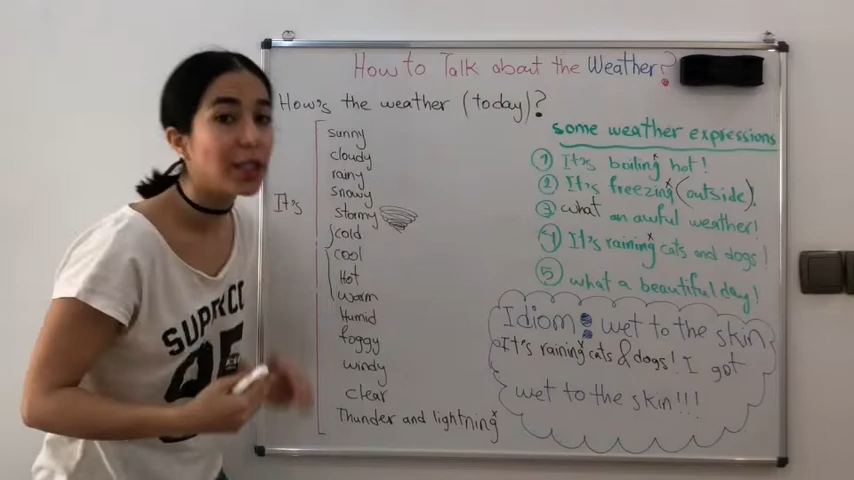 How to Talk about the Weather?
How's the weather (today)?
It's
sunny
cloudy
rainy
snowy
stormy
cold
cool
Hot
warm
Humid
foggy
windy
clear
Thunder and lightning
some weather expressions
1 It's boiling hot!
2 It's freezing (outside)!
3 what an awful weather!
4 It's raining cats and dogs!
5 what a beautiful day!
Idiom: wet to the skin
It's raining cats & dogs! I got
wet to the skin!!!
SUPER